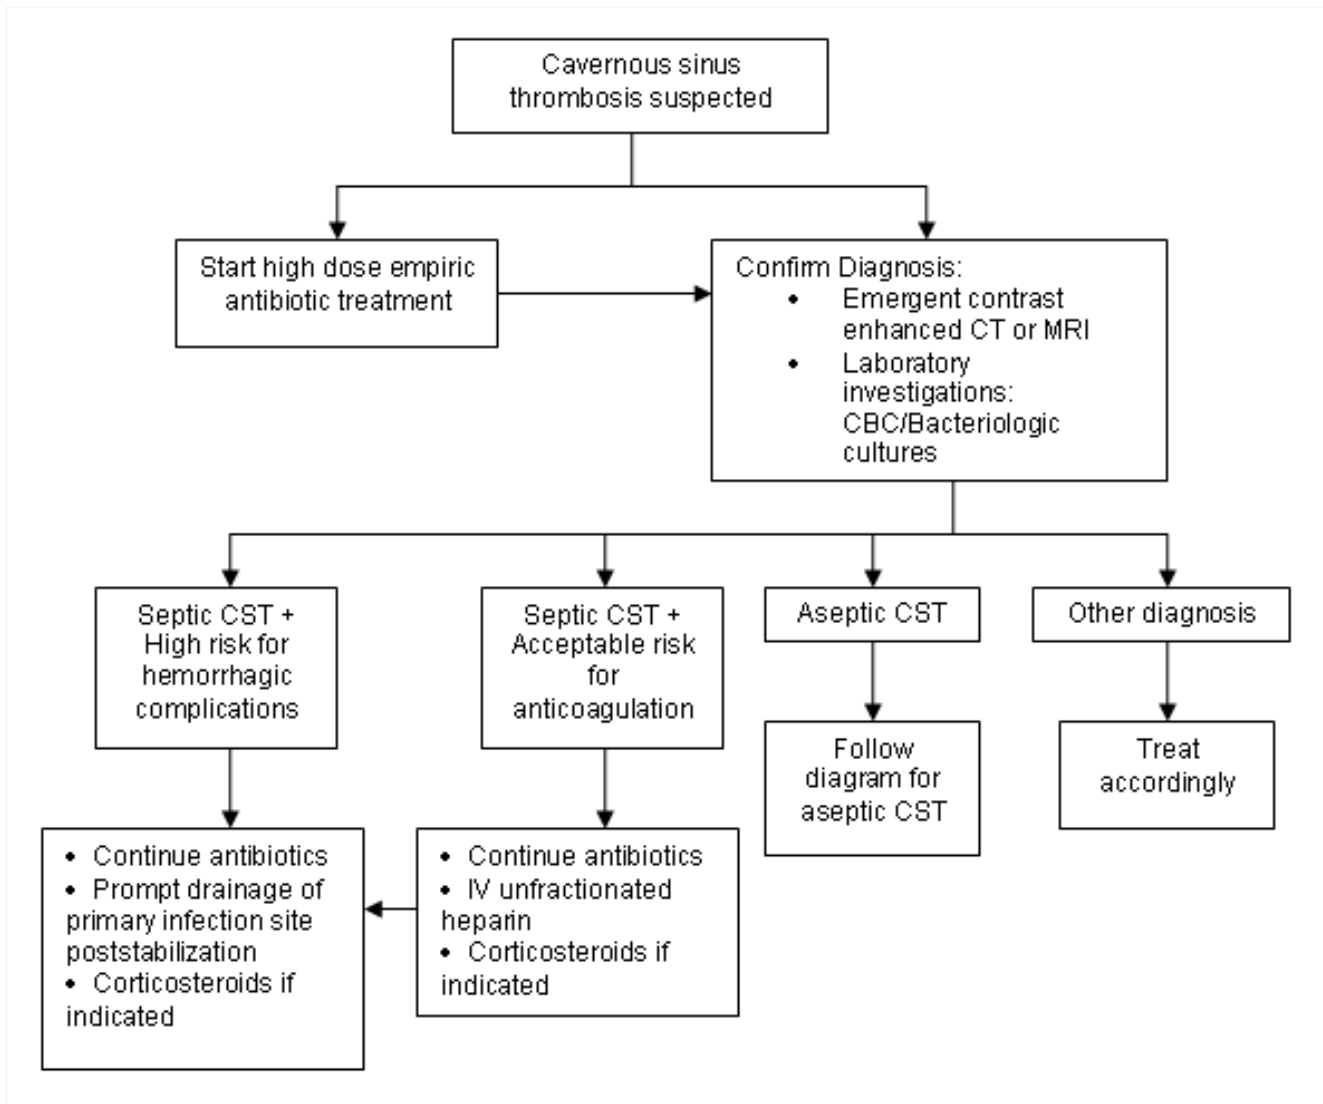 Cavernous sinus
thrombosis suspected
Start high dose empiric
antibiotic treatment
Confirm Diagnosis:
• Emergent contrast
enhanced CT or MRI
• Laboratory
investigations:
CBC/Bacteriologic
cultures
Septic CST +
High risk for
hemorrhagic
complications
Septic CST +
Acceptable risk
for
anticoagulation
Aseptic CST
Other diagnosis
Follow
diagram for
aseptic CST
Treat
accordingly
• Continue antibiotics
• Prompt drainage of
primary infection site
poststabilization
• Corticosteroids if
indicated
• Continue antibiotics
• IV unfractionated
heparin
• Corticosteroids if
indicated